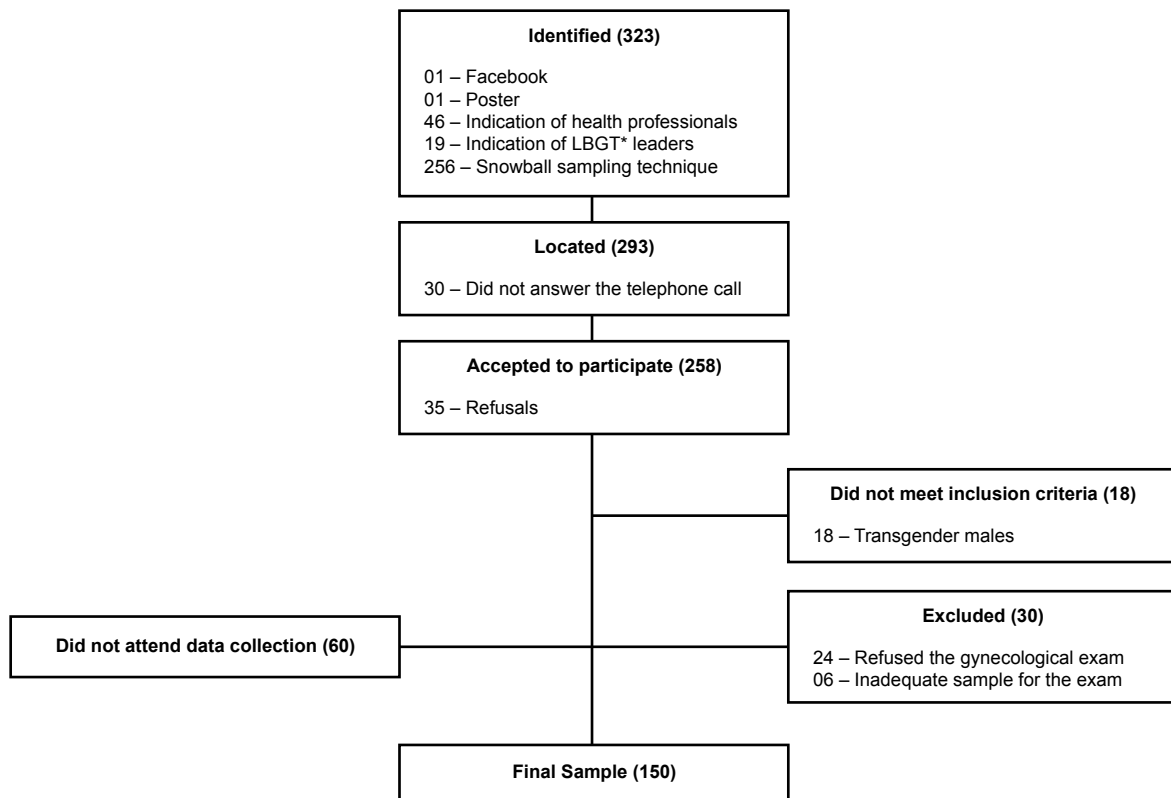 Identified (323)
01 – Facebook
01 – Poster
46 – Indication of health professionals
19 – Indication of LBGT* leaders
256 – Snowball sampling technique
Located (293)
30 – Did not answer the telephone call
Accepted to participate (258)
35 – Refusals
Did not meet inclusion criteria (18)
18 – Transgender males
Did not attend data collection (60)
Excluded (30)
24 – Refused the gynecological exam
06 – Inadequate sample for the exam
Final Sample (150)